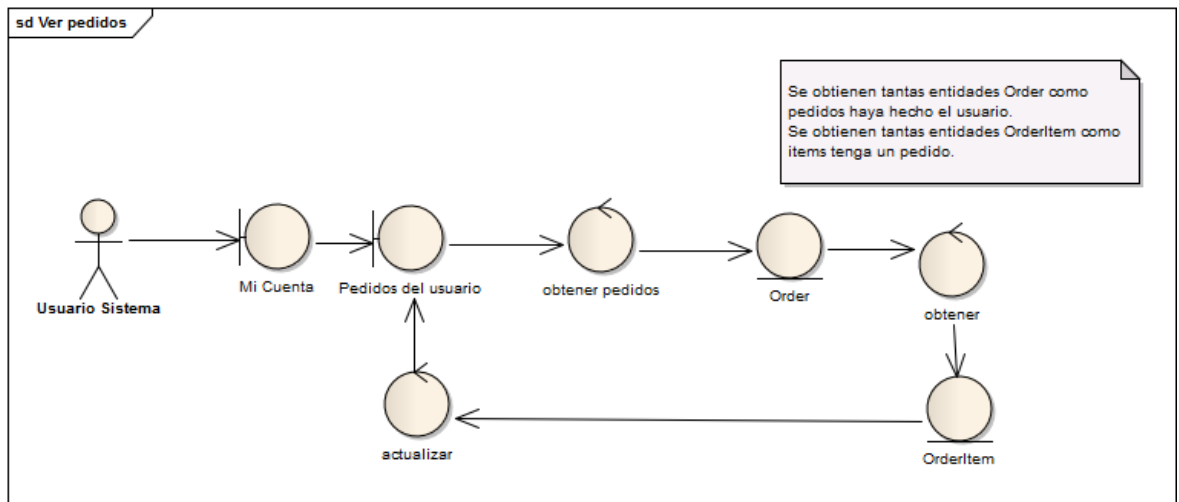 sd Ver pedidos
Se obtienen tantas entidades Order como
pedidos haya hecho el usuario.
Se obtienen tantas entidades OrderItem como
items tenga un pedido.
Usuario Sistema
Mi Cuenta
Pedidos del usuario
obtener pedidos
Order
obtener
actualizar
OrderItem